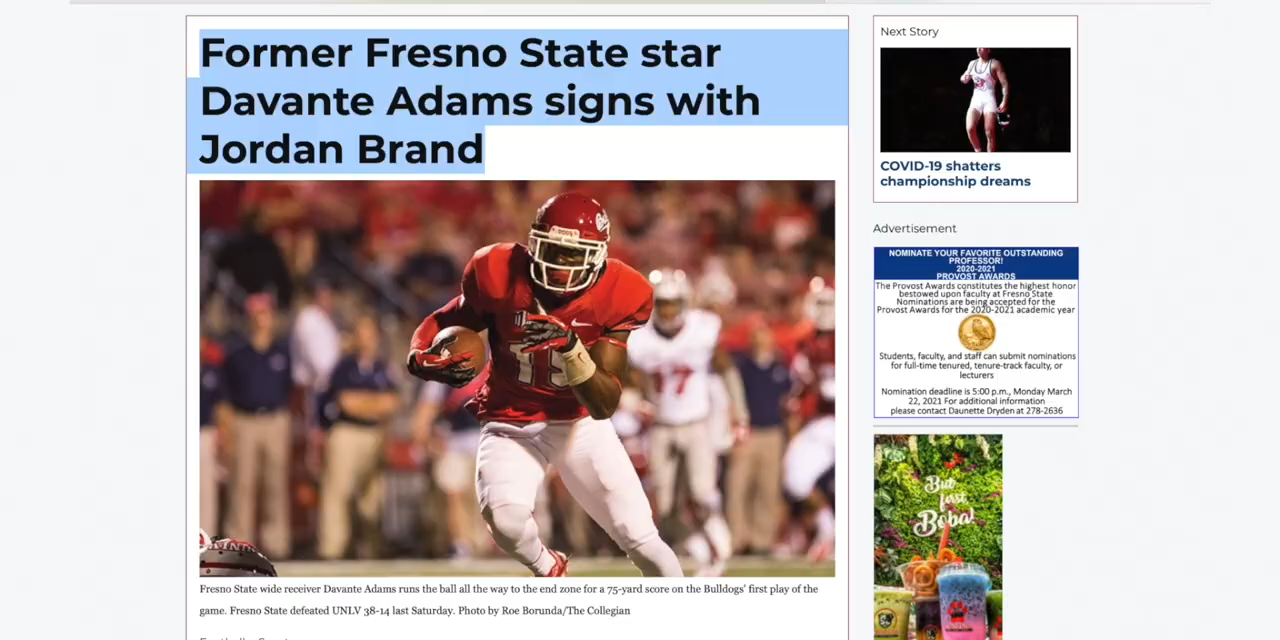 Former Fresno State star
Davante Adams signs with
Jordan Brand
Fresno State wide receiver Davante Adams runs the ball all the way to the end zone for a 75-yard score on the Bulldogs' first play of the
game. Fresno State defeated UNLV 38-14 last Saturday. Photo by Roe Borunda/The Collegian
Next Story
COVID-19 shatters
championship dreams
Advertisement
NOMINATE YOUR FAVORITE OUTSTANDING
PROFESSOR!
2020-2021
PROVOST AWARDS
The Provost Awards constitutes the highest honor
bestowed upon faculty at Fresno State
Nominations are being accepted for the
Provost Awards for the 2020-2021 academic year
Students, faculty, and staff can submit nominations
for full-time tenured, tenure-track faculty, or
lecturers
Nomination deadline is 5:00 p.m., Monday March
22, 2021 For additional information
please contact Daunette Dryden at 278-2636
But
first,
Boba!
15
17